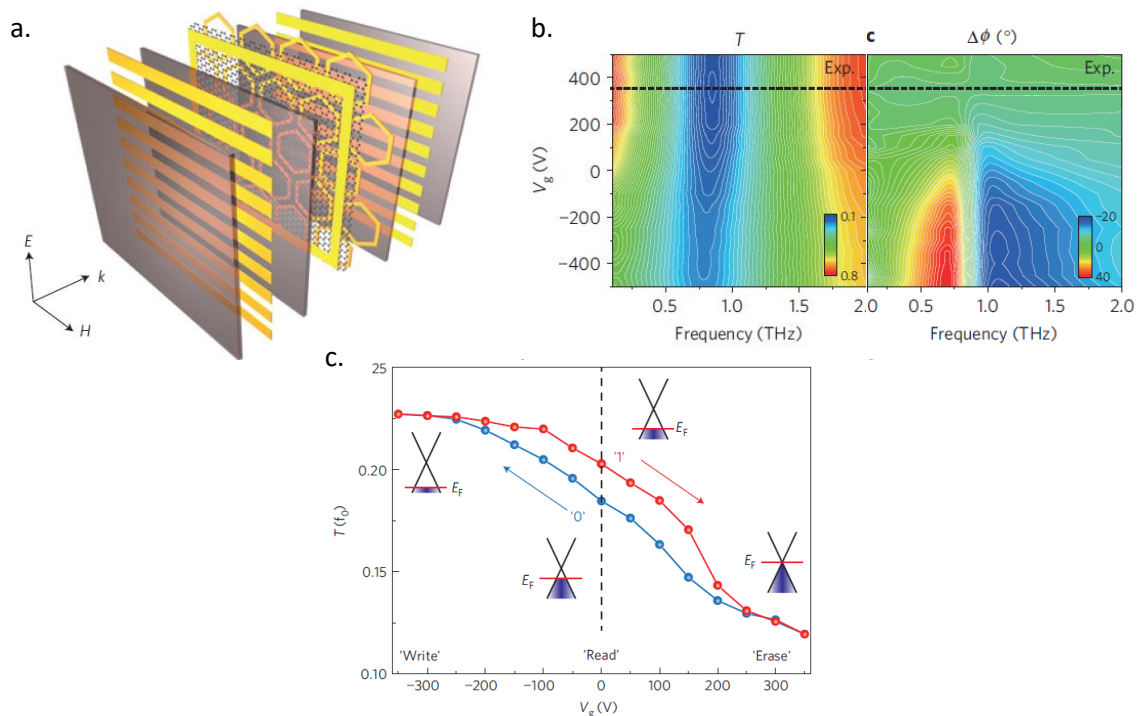 a.
E
k
H
b.
T
Exp.
400
200
0
−200
−400
V_g (V)
0.1
0.8
0.5
1.0
1.5
2.0
Frequency (THz)
c
Δϕ (°)
Exp.
−20
0
40
0.5
1.0
1.5
2.0
Frequency (THz)
c.
25
0.20
0.15
0.10
T(f₀)
E_F
'1'
E_F
'0'
E_F
E_F
'Write'
'Read'
'Erase'
−300
−200
−100
0
100
200
300
V_g (V)